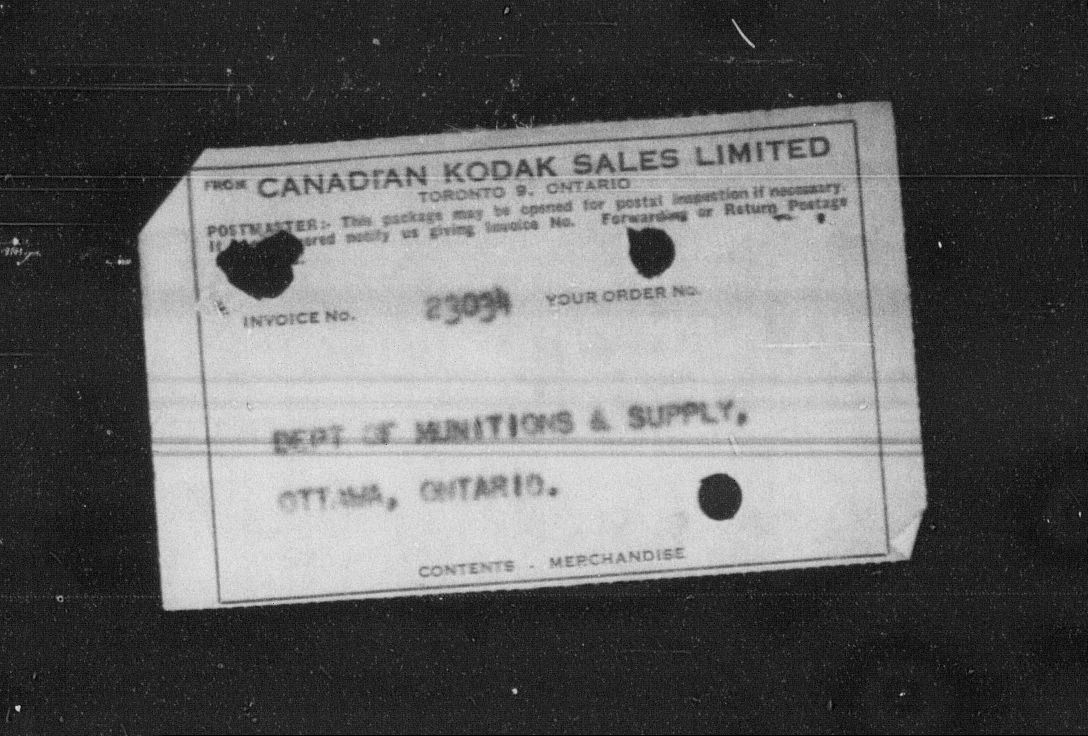 FROM CANADIAN KODAK SALES LIMITED
TORONTO 9, ONTARIO
POSTMASTER:- This package may be opened for postal inspection if necessary.
If notify us giving Invoice No. Forwarding or Return Postage
INVOICE No. 23034 YOUR ORDER No.
DEPT OF MUNITIONS & SUPPLY,
OTTAWA, ONTARIO.
CONTENTS - MERCHANDISE